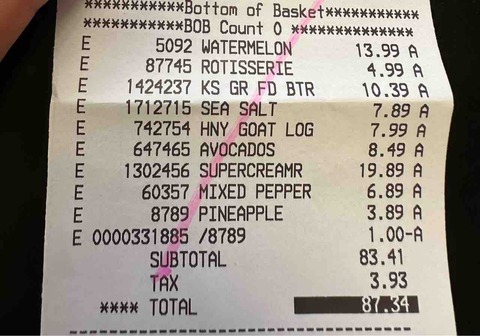 ***********Bottom of Basket***********
***********BOB Count 0 **************
E 5092 WATERMELON 13.99 A
E 87745 ROTISSERIE 4.99 A
E 1424237 KS GR FD BTR 10.39 A
E 1712715 SEA SALT 7.89 A
E 742754 HNY GOAT LOG 7.99 A
E 647465 AVOCADOS 8.49 A
E 1302456 SUPERCREAMR 19.89 A
E 60357 MIXED PEPPER 6.89 A
E 8789 PINEAPPLE 3.89 A
E 0000331885 /8789 1.00-A
SUBTOTAL 83.41
TAX 3.93
**** TOTAL 87.34